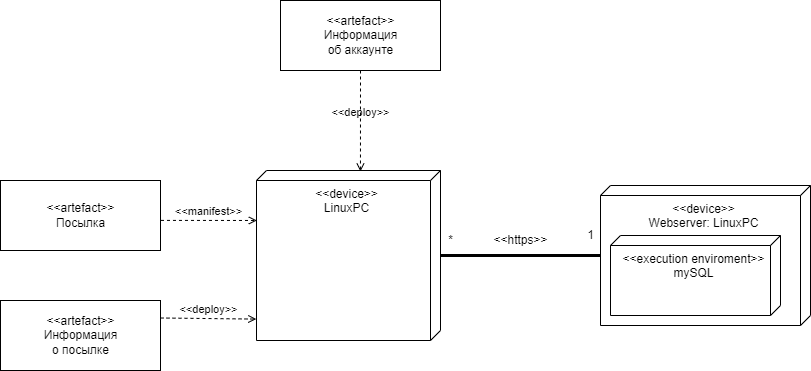 <<artefact>>
Информация
об аккаунте
<<deploy>>
<<artefact>>
Посылка
<<manifest>>
<<device>>
LinuxPC
*
<<https>>
1
<<device>>
Webserver: LinuxPC
<<execution enviroment>>
mySQL
<<artefact>>
Информация
о посылке
<<deploy>>